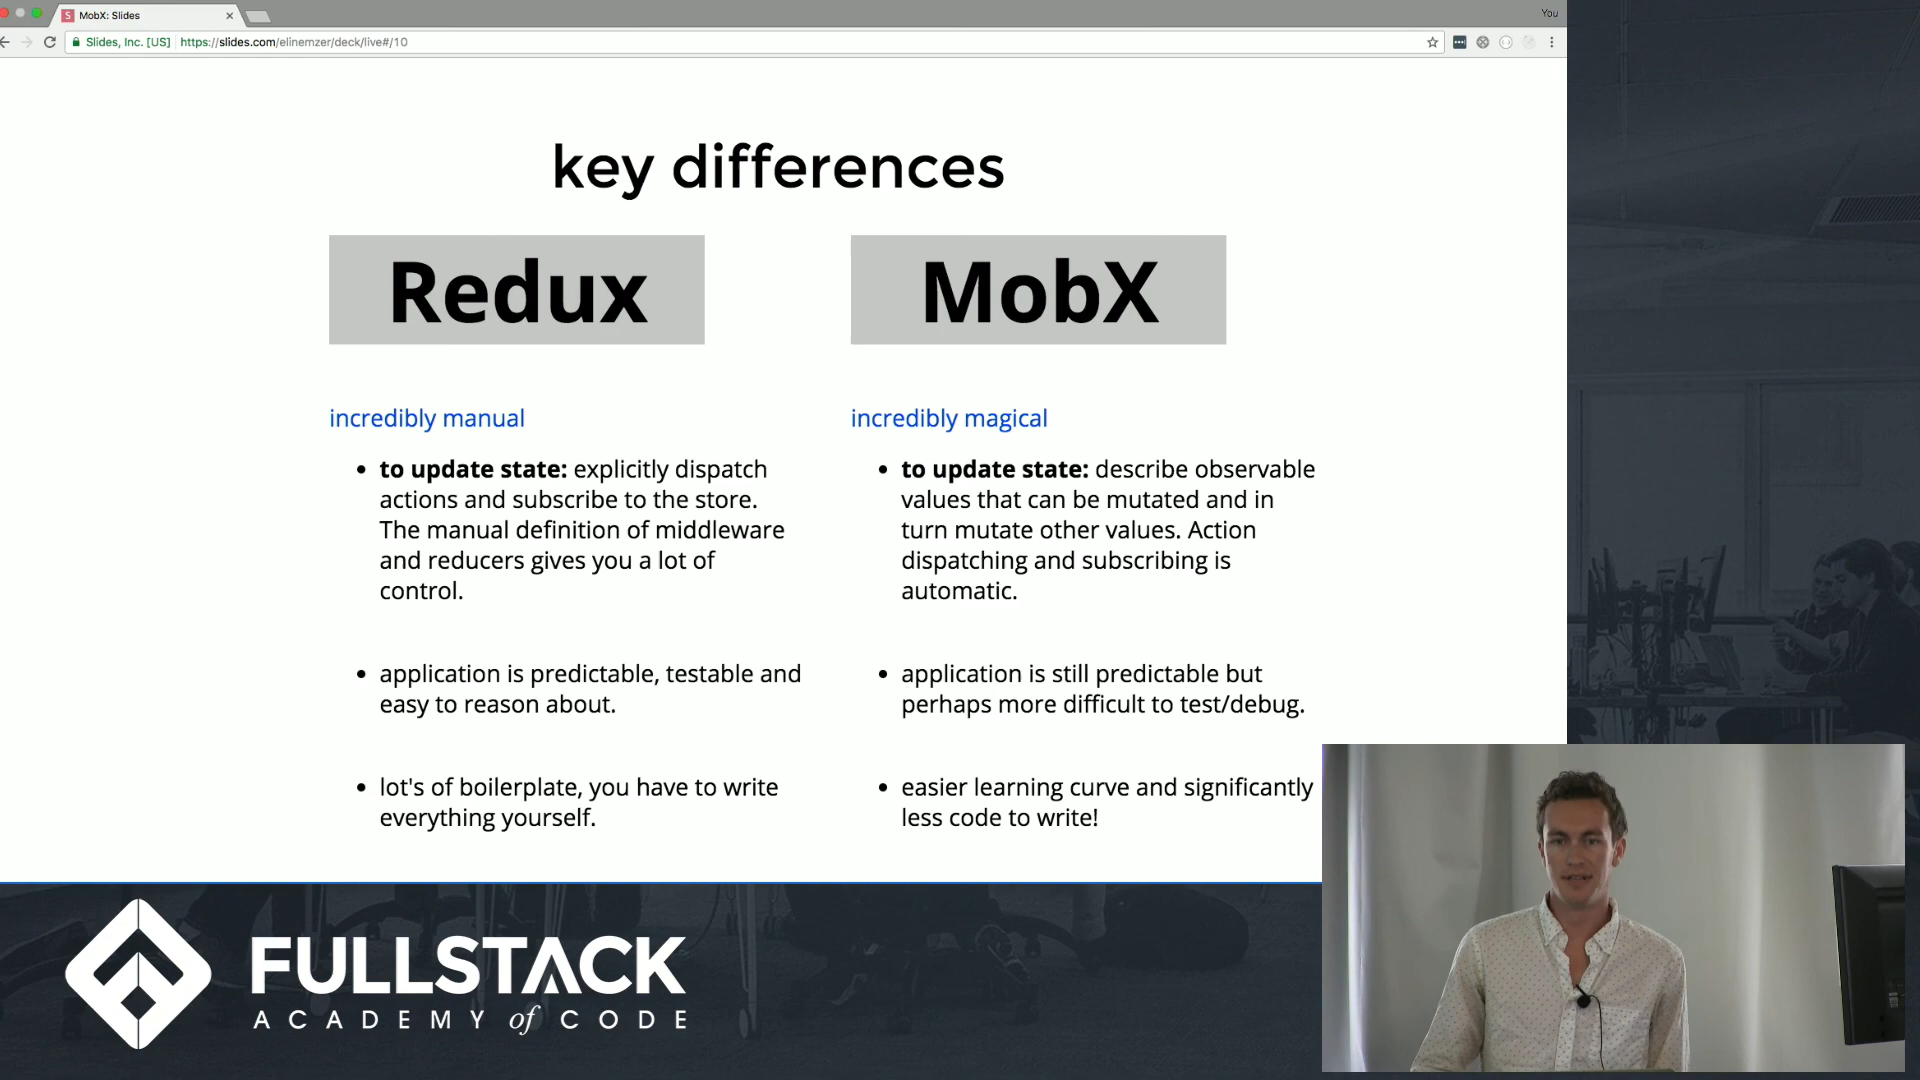 MobX: Slides
You
Slides, Inc. [US] https://slides.com/elinemzer/deck/live#/10
key differences
Redux
MobX
incredibly manual
• to update state: explicitly dispatch
actions and subscribe to the store.
The manual definition of middleware
and reducers gives you a lot of
control.
• application is predictable, testable and
easy to reason about.
• lot's of boilerplate, you have to write
everything yourself.
incredibly magical
• to update state: describe observable
values that can be mutated and in
turn mutate other values. Action
dispatching and subscribing is
automatic.
• application is still predictable but
perhaps more difficult to test/debug.
• easier learning curve and significantly
less code to write!
FULLSTACK
ACADEMY of CODE